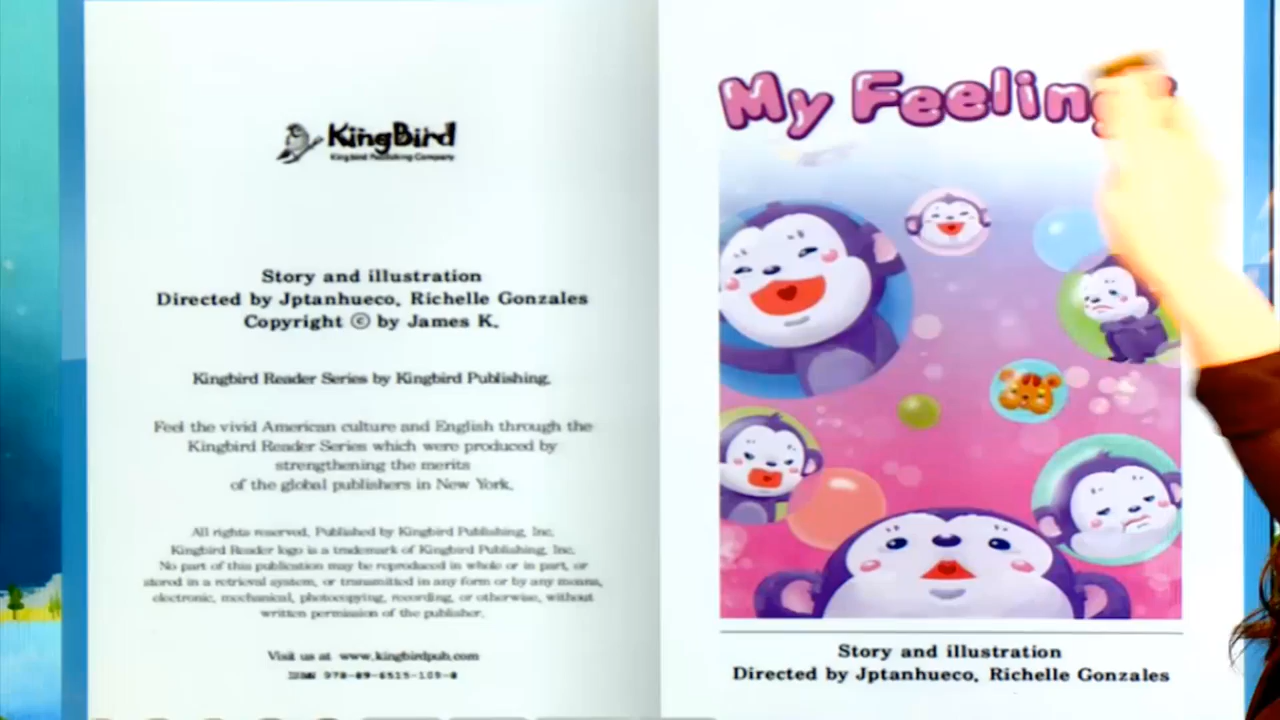 KingBird
Kingbird Publishing Company
Story and illustration
Directed by Jptanhueco, Richelle Gonzales
Copyright ⓒ by James K.
Kingbird Reader Series by Kingbird Publishing.
Feel the vivid American culture and English through the
Kingbird Reader Series which were produced by
strengthening the merits
of the global publishers in New York.
All rights reserved. Published by Kingbird Publishing, Inc.
Kingbird Reader logo is a trademark of Kingbird Publishing, Inc.
No part of this publication may be reproduced in whole or in part, or
stored in a retrieval system, or transmitted in any form or by any means,
electronic, mechanical, photocopying, recording, or otherwise, without
written permission of the publisher.
Visit us at www.kingbirdpub.com
My Feelin
Story and illustration
Directed by Jptanhueco, Richelle Gonzales